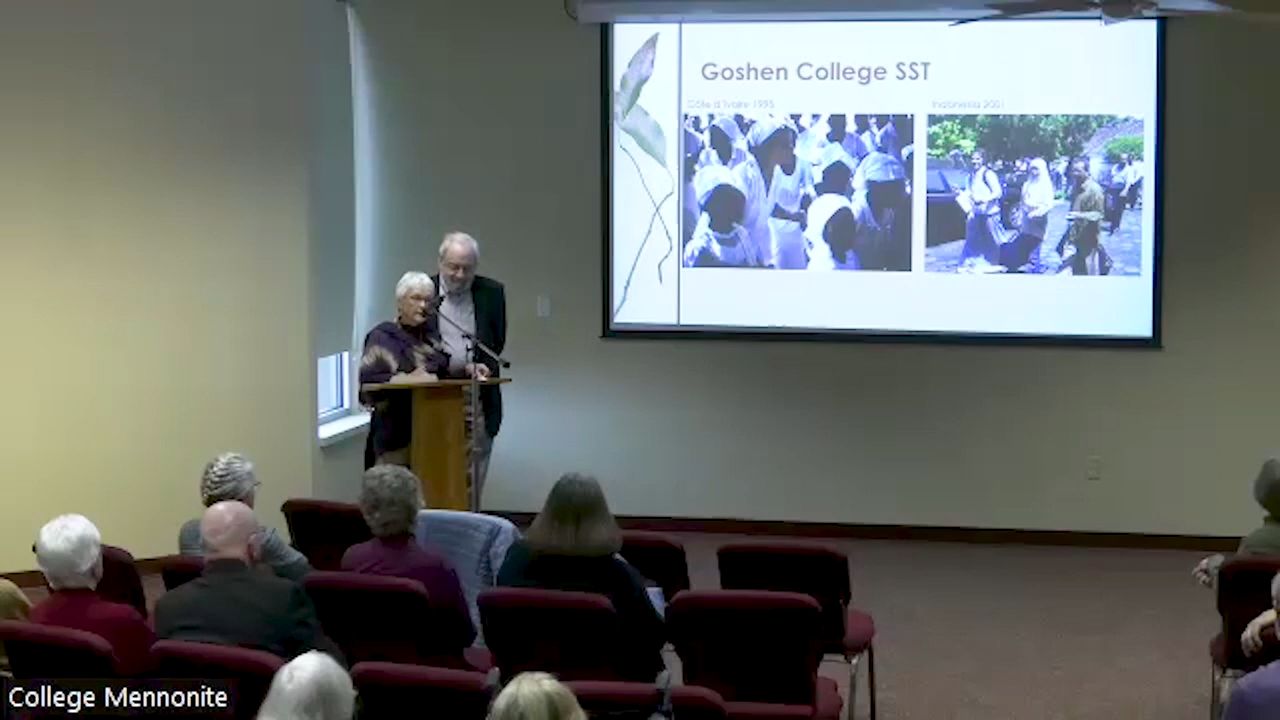 Goshen College SST
Côte d'Ivoire 1995
Indonesia 2001
College Mennonite